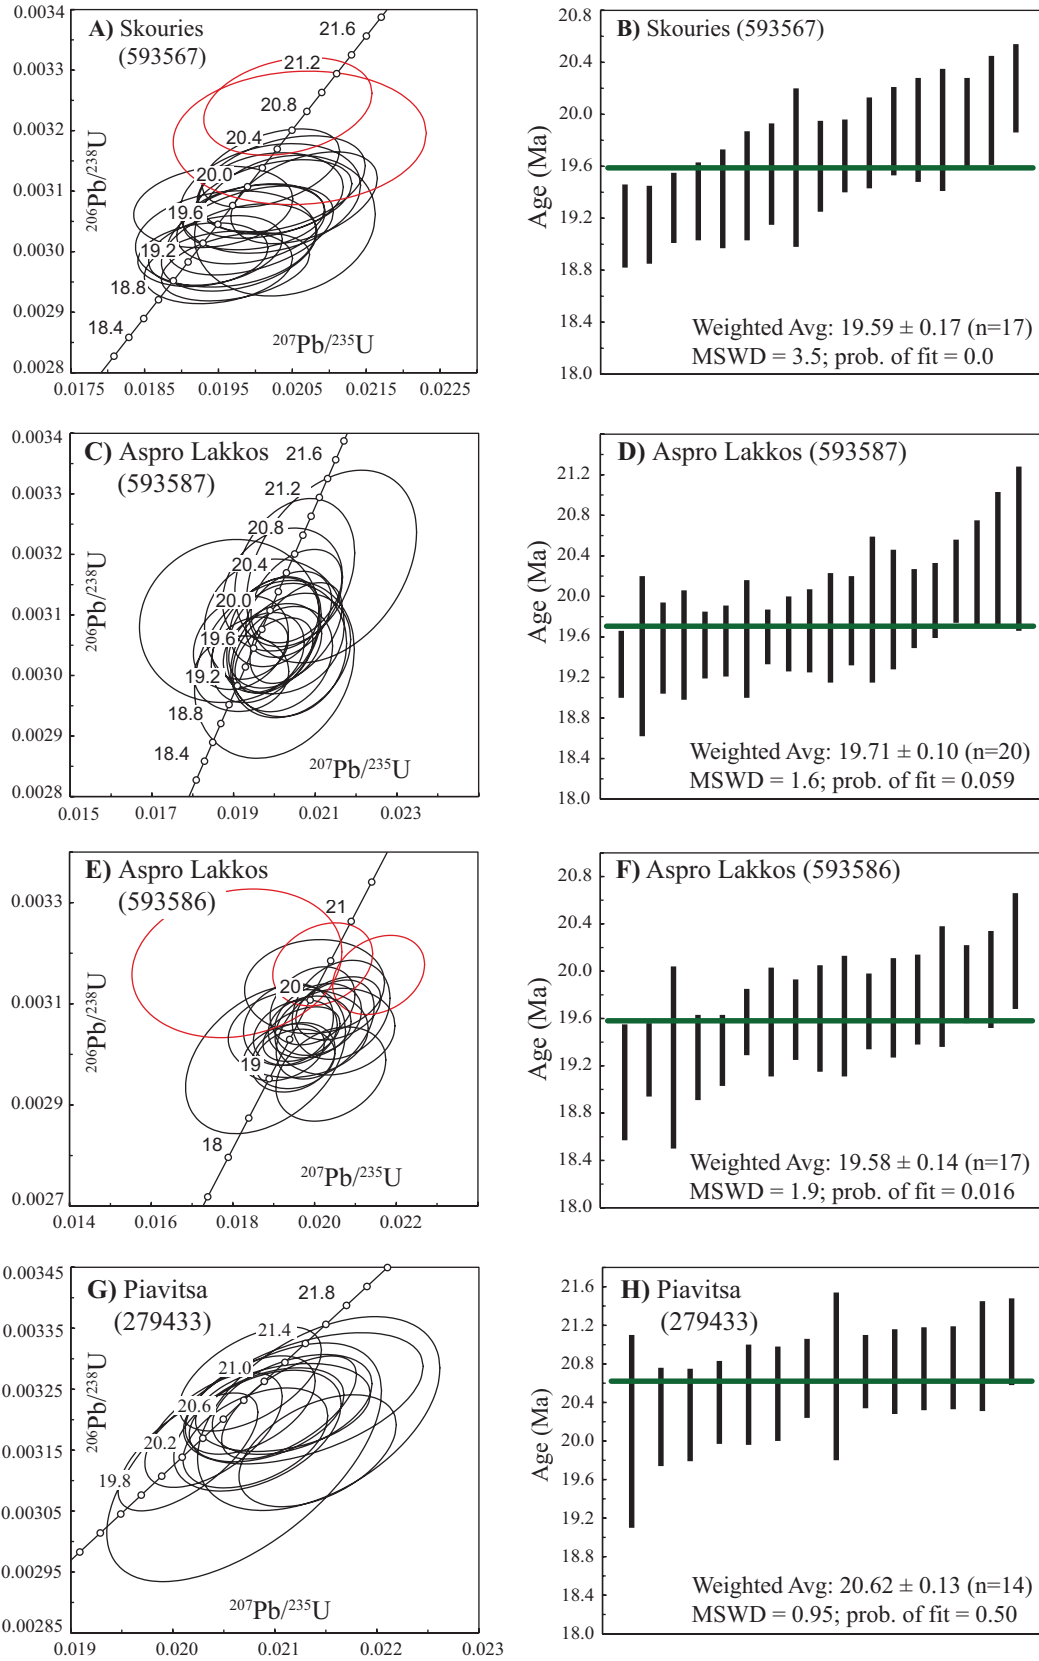 A) Skouries
(593567)
0.0034
0.0033
0.0032
0.0031
0.0030
0.0029
0.0028
206Pb/238U
21.6
21.2
20.8
20.4
20.0
19.6
19.2
18.8
18.4
207Pb/235U
0.0175 0.0185 0.0195 0.0205 0.0215 0.0225
B) Skouries (593567)
20.8
20.4
20.0
19.6
19.2
18.8
18.4
18.0
Age (Ma)
Weighted Avg: 19.59 ± 0.17 (n=17)
MSWD = 3.5; prob. of fit = 0.0
C) Aspro Lakkos
(593587)
0.0034
0.0033
0.0032
0.0031
0.0030
0.0029
0.0028
206Pb/238U
21.6
21.2
20.8
20.4
20.0
19.6
19.2
18.8
18.4
207Pb/235U
0.015 0.017 0.019 0.021 0.023
D) Aspro Lakkos (593587)
21.2
20.8
20.4
20.0
19.6
19.2
18.8
18.4
18.0
Age (Ma)
Weighted Avg: 19.71 ± 0.10 (n=20)
MSWD = 1.6; prob. of fit = 0.059
E) Aspro Lakkos
(593586)
0.0033
0.0031
0.0029
0.0027
206Pb/238U
21
20
19
18
207Pb/235U
0.014 0.016 0.018 0.020 0.022
F) Aspro Lakkos (593586)
20.8
20.4
20.0
19.6
19.2
18.8
18.4
18.0
Age (Ma)
Weighted Avg: 19.58 ± 0.14 (n=17)
MSWD = 1.9; prob. of fit = 0.016
G) Piavitsa
(279433)
0.00345
0.00335
0.00325
0.00315
0.00305
0.00295
0.00285
206Pb/238U
21.8
21.4
21.0
20.6
20.2
19.8
207Pb/235U
0.019 0.020 0.021 0.022 0.023
H) Piavitsa
(279433)
21.6
21.2
20.8
20.4
20.0
19.6
19.2
18.8
18.4
18.0
Age (Ma)
Weighted Avg: 20.62 ± 0.13 (n=14)
MSWD = 0.95; prob. of fit = 0.50